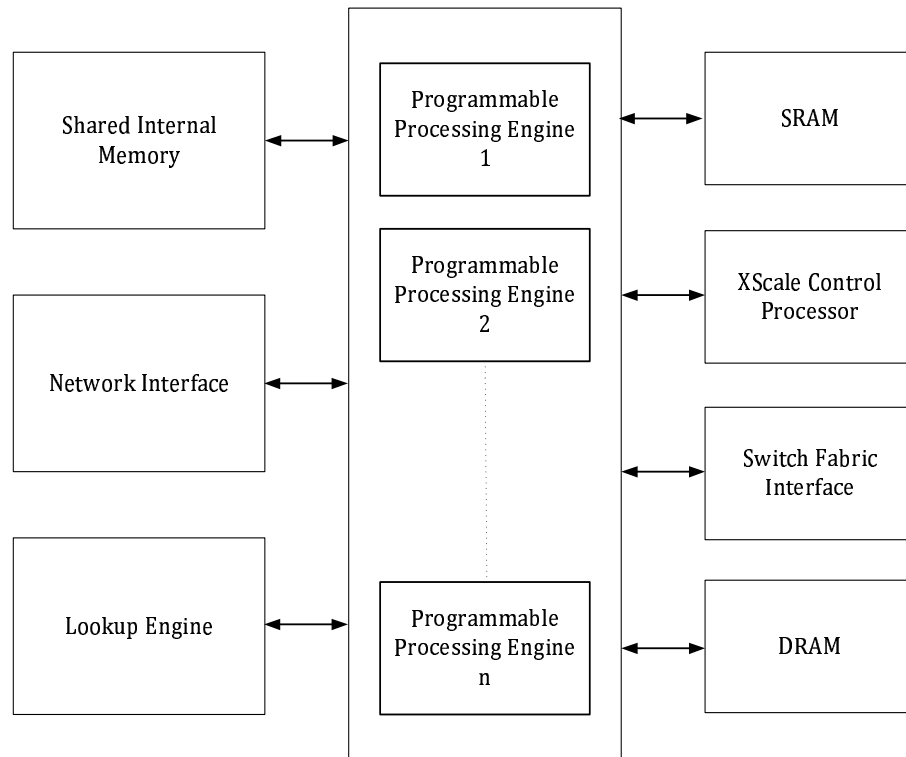 Shared Internal
Memory
Network Interface
Lookup Engine
Programmable
Processing Engine
1
Programmable
Processing Engine
2
Programmable
Processing Engine
n
SRAM
XScale Control
Processor
Switch Fabric
Interface
DRAM